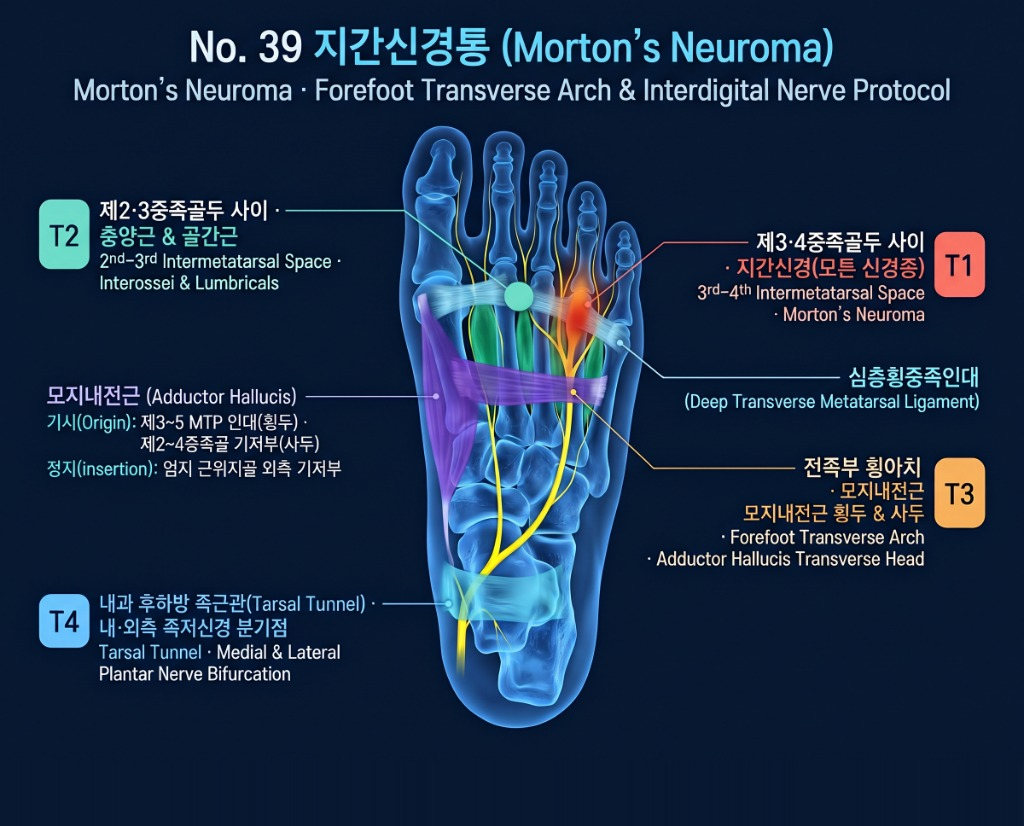 No. 39 지간신경통 (Morton's Neuroma)
Morton's Neuroma · Forefoot Transverse Arch & Interdigital Nerve Protocol
T2
제2·3중족골두 사이 ·
충양근 & 골간근
2nd–3rd Intermetatarsal Space ·
Interossei & Lumbricals
제3·4중족골두 사이
· 지간신경(모튼 신경종)
3rd–4th Intermetatarsal Space
· Morton's Neuroma
T1
심층횡중족인대
(Deep Transverse Metatarsal Ligament)
모지내전근 (Adductor Hallucis)
기시(Origin): 제3~5 MTP 인대(횡두) ·
제2~4중족골 기저부(사두)
정지(insertion): 엄지 근위지골 외측 기저부
전족부 횡아치
· 모지내전근
모지내전근 횡두 & 사두
· Forefoot Transverse Arch
· Adductor Hallucis Transverse Head
T3
T4
내과 후하방 족근관(Tarsal Tunnel) ·
내·외측 족저신경 분기점
Tarsal Tunnel · Medial & Lateral
Plantar Nerve Bifurcation